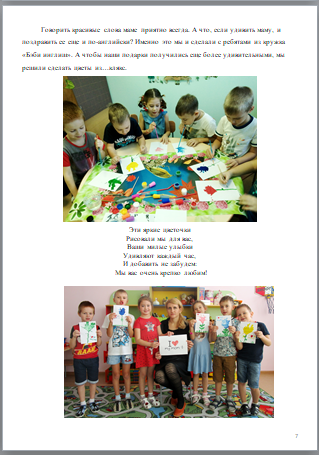 Говорить красивые слова маме приятно всегда. А что, если удивить маму, и
поздравить ее еще и по-английски? Именно это мы и сделали с ребятами из кружка
«Бэби инглиш». А чтобы наши подарки получились еще более удивительными, мы
решили сделать цветы из…клякс.
Эти яркие цветочки
Рисовали мы для вас,
Ваши милые улыбки
Удивляют каждый час,
И добавить не забудем:
Мы вас очень крепко любим!
I
7